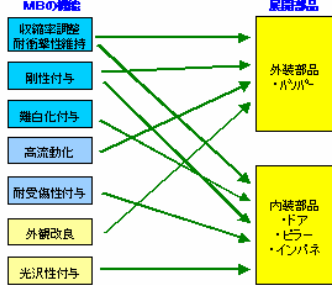 MBの機能
展開部品
収縮率調整
耐衝撃性維持
剛性付与
難白化付与
高流動化
耐受傷性付与
外観改良
光沢性付与
外装部品
・バンパー
内装部品
・ドア
・ピラー
・インパネ